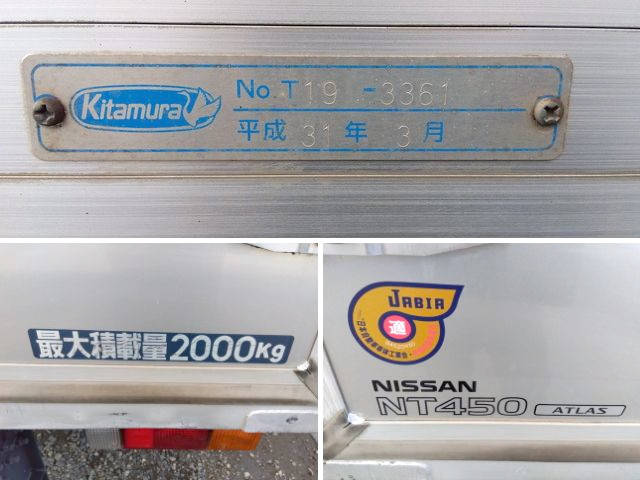 Kitamura
No.T19 -3361
平成 31 年 3 月
最大積載量2000Kg
JABIA
適
NISSAN
NT450 ATLAS